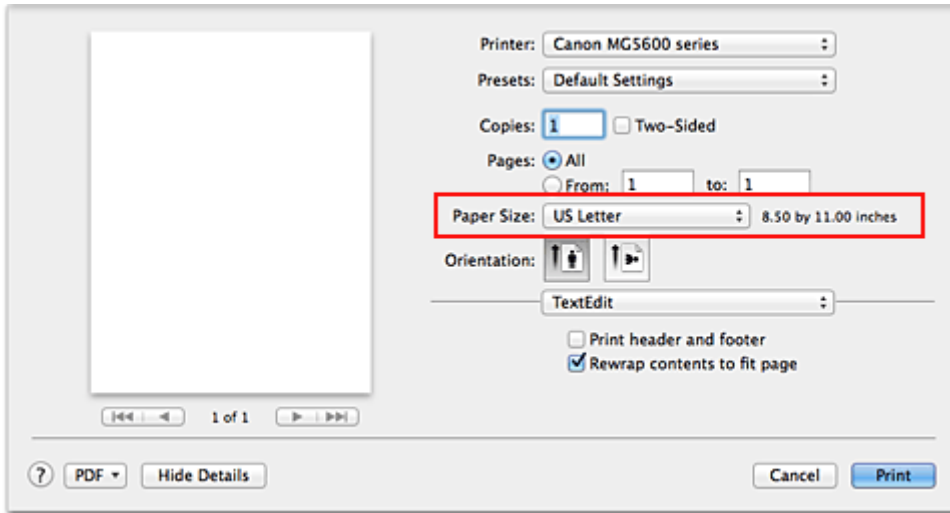 Printer: Canon MG5600 series
Presets: Default Settings
Copies: 1 Two-Sided
Pages: All
From: 1 to: 1
Paper Size: US Letter 8.50 by 11.00 inches
Orientation:
TextEdit
Print header and footer
Rewrap contents to fit page
1 of 1
? PDF Hide Details Cancel Print